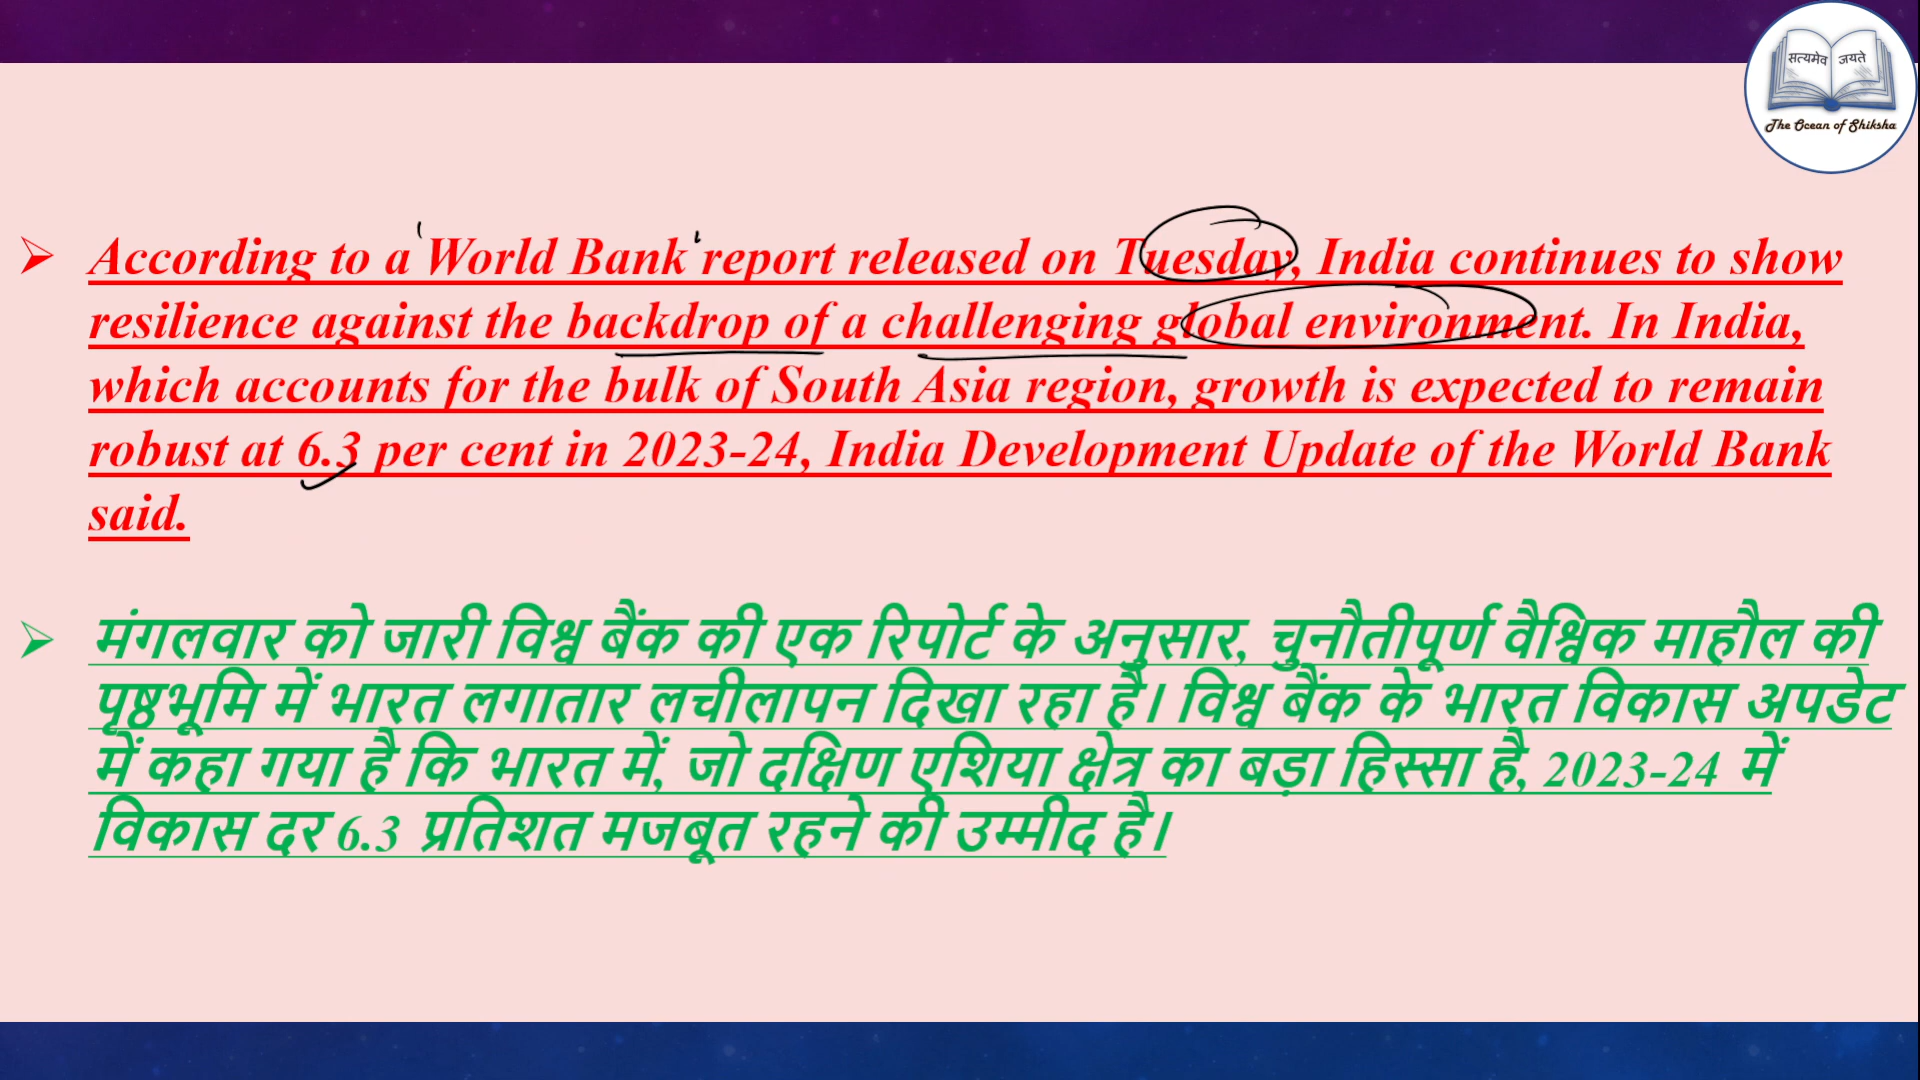 सत्यमेव जयते
The Ocean of Shiksha
According to a World Bank report released on Tuesday, India continues to show
resilience against the backdrop of a challenging global environment. In India,
which accounts for the bulk of South Asia region, growth is expected to remain
robust at 6.3 per cent in 2023-24, India Development Update of the World Bank
said.
मंगलवार को जारी विश्व बैंक की एक रिपोर्ट के अनुसार, चुनौतीपूर्ण वैश्विक माहौल की
पृष्ठभूमि में भारत लगातार लचीलापन दिखा रहा है। विश्व बैंक के भारत विकास अपडेट
में कहा गया है कि भारत में, जो दक्षिण एशिया क्षेत्र का बड़ा हिस्सा है, 2023-24 में
विकास दर 6.3 प्रतिशत मजबूत रहने की उम्मीद है।